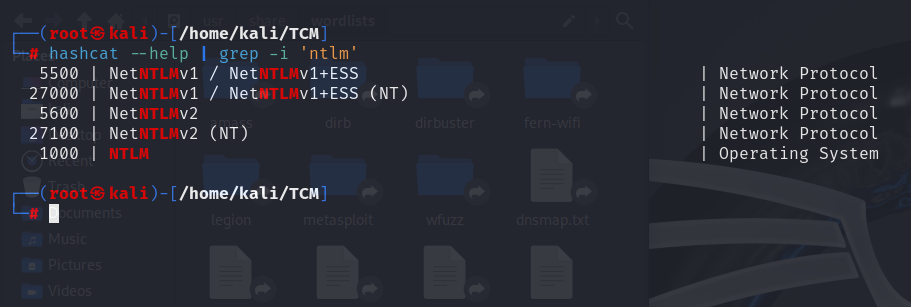 usr share wordlists
┌──(root㉿kali)-[/home/kali/TCM]
└─# hashcat --help | grep -i 'ntlm'
5500 | NetNTLMv1 / NetNTLMv1+ESS | Network Protocol
27000 | NetNTLMv1 / NetNTLMv1+ESS (NT) | Network Protocol
5600 | NetNTLMv2 | Network Protocol
amass dirb dirbuster fern-wifi
27100 | NetNTLMv2 (NT) | Network Protocol
1000 | NTLM | Operating System
Recent
Trash
┌──(root㉿kali)-[/home/kali/TCM]
└─#
Documents
legion metasploit wfuzz dnsmap.txt
Music
Pictures
Videos